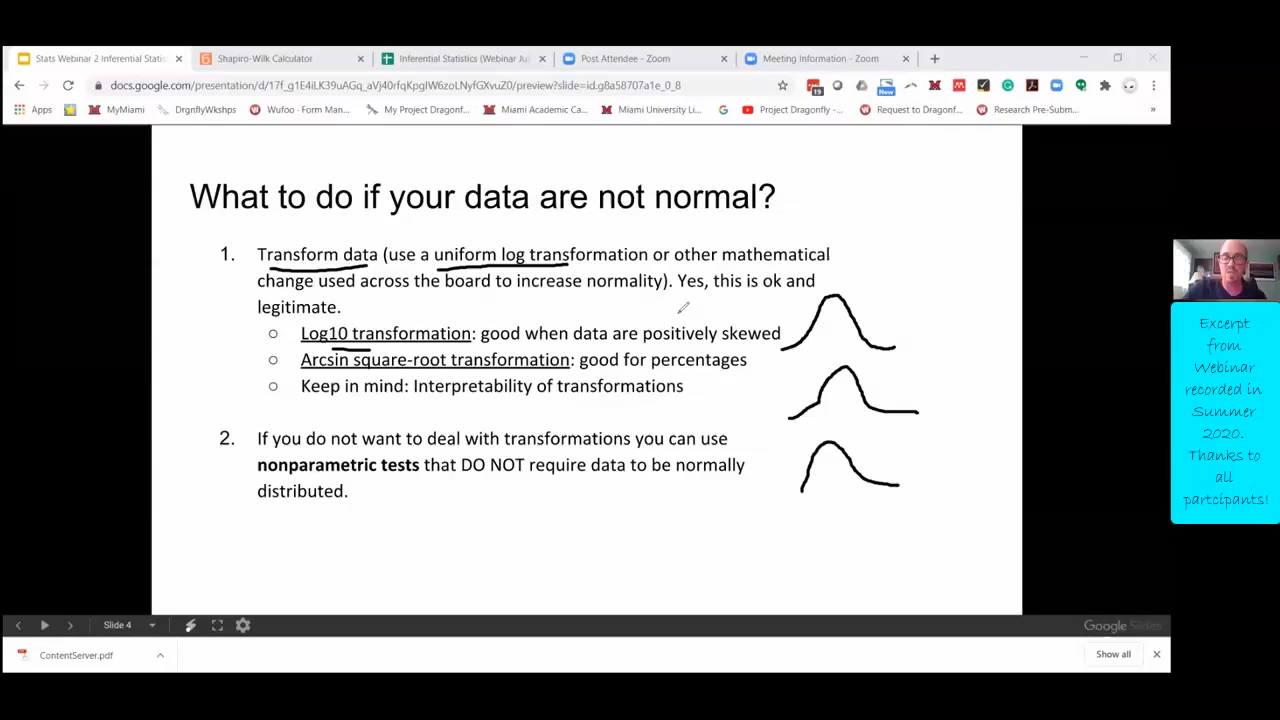 Stats Webinar 2 Inferential Statis
Shapiro-Wilk Calculator
Inferential Statistics (Webinar Ju
Post Attendee - Zoom
Meeting Information - Zoom
docs.google.com/presentation/d/
/preview?slide=id.g8a58707a1e_0_8
19
New
Apps
MyMiami
DrgnflyWkshps
Wufoo - Form Man...
My Project Dragonf...
Miami Academic Ca...
Miami University Li...
Project Dragonfly -...
Request to Dragonf...
Research Pre-Subm...
What to do if your data are not normal?
1. Transform data (use a uniform log transformation or other mathematical
change used across the board to increase normality). Yes, this is ok and
legitimate.
Log10 transformation: good when data are positively skewed
Arcsin square-root transformation: good for percentages
Keep in mind: Interpretability of transformations
2. If you do not want to deal with transformations you can use
nonparametric tests that DO NOT require data to be normally
distributed.
Excerpt
from
Webinar
recorded in
Summer
2020.
Thanks to
all
partcipants!
Slide 4
Google Slides
ContentServer.pdf
Show all